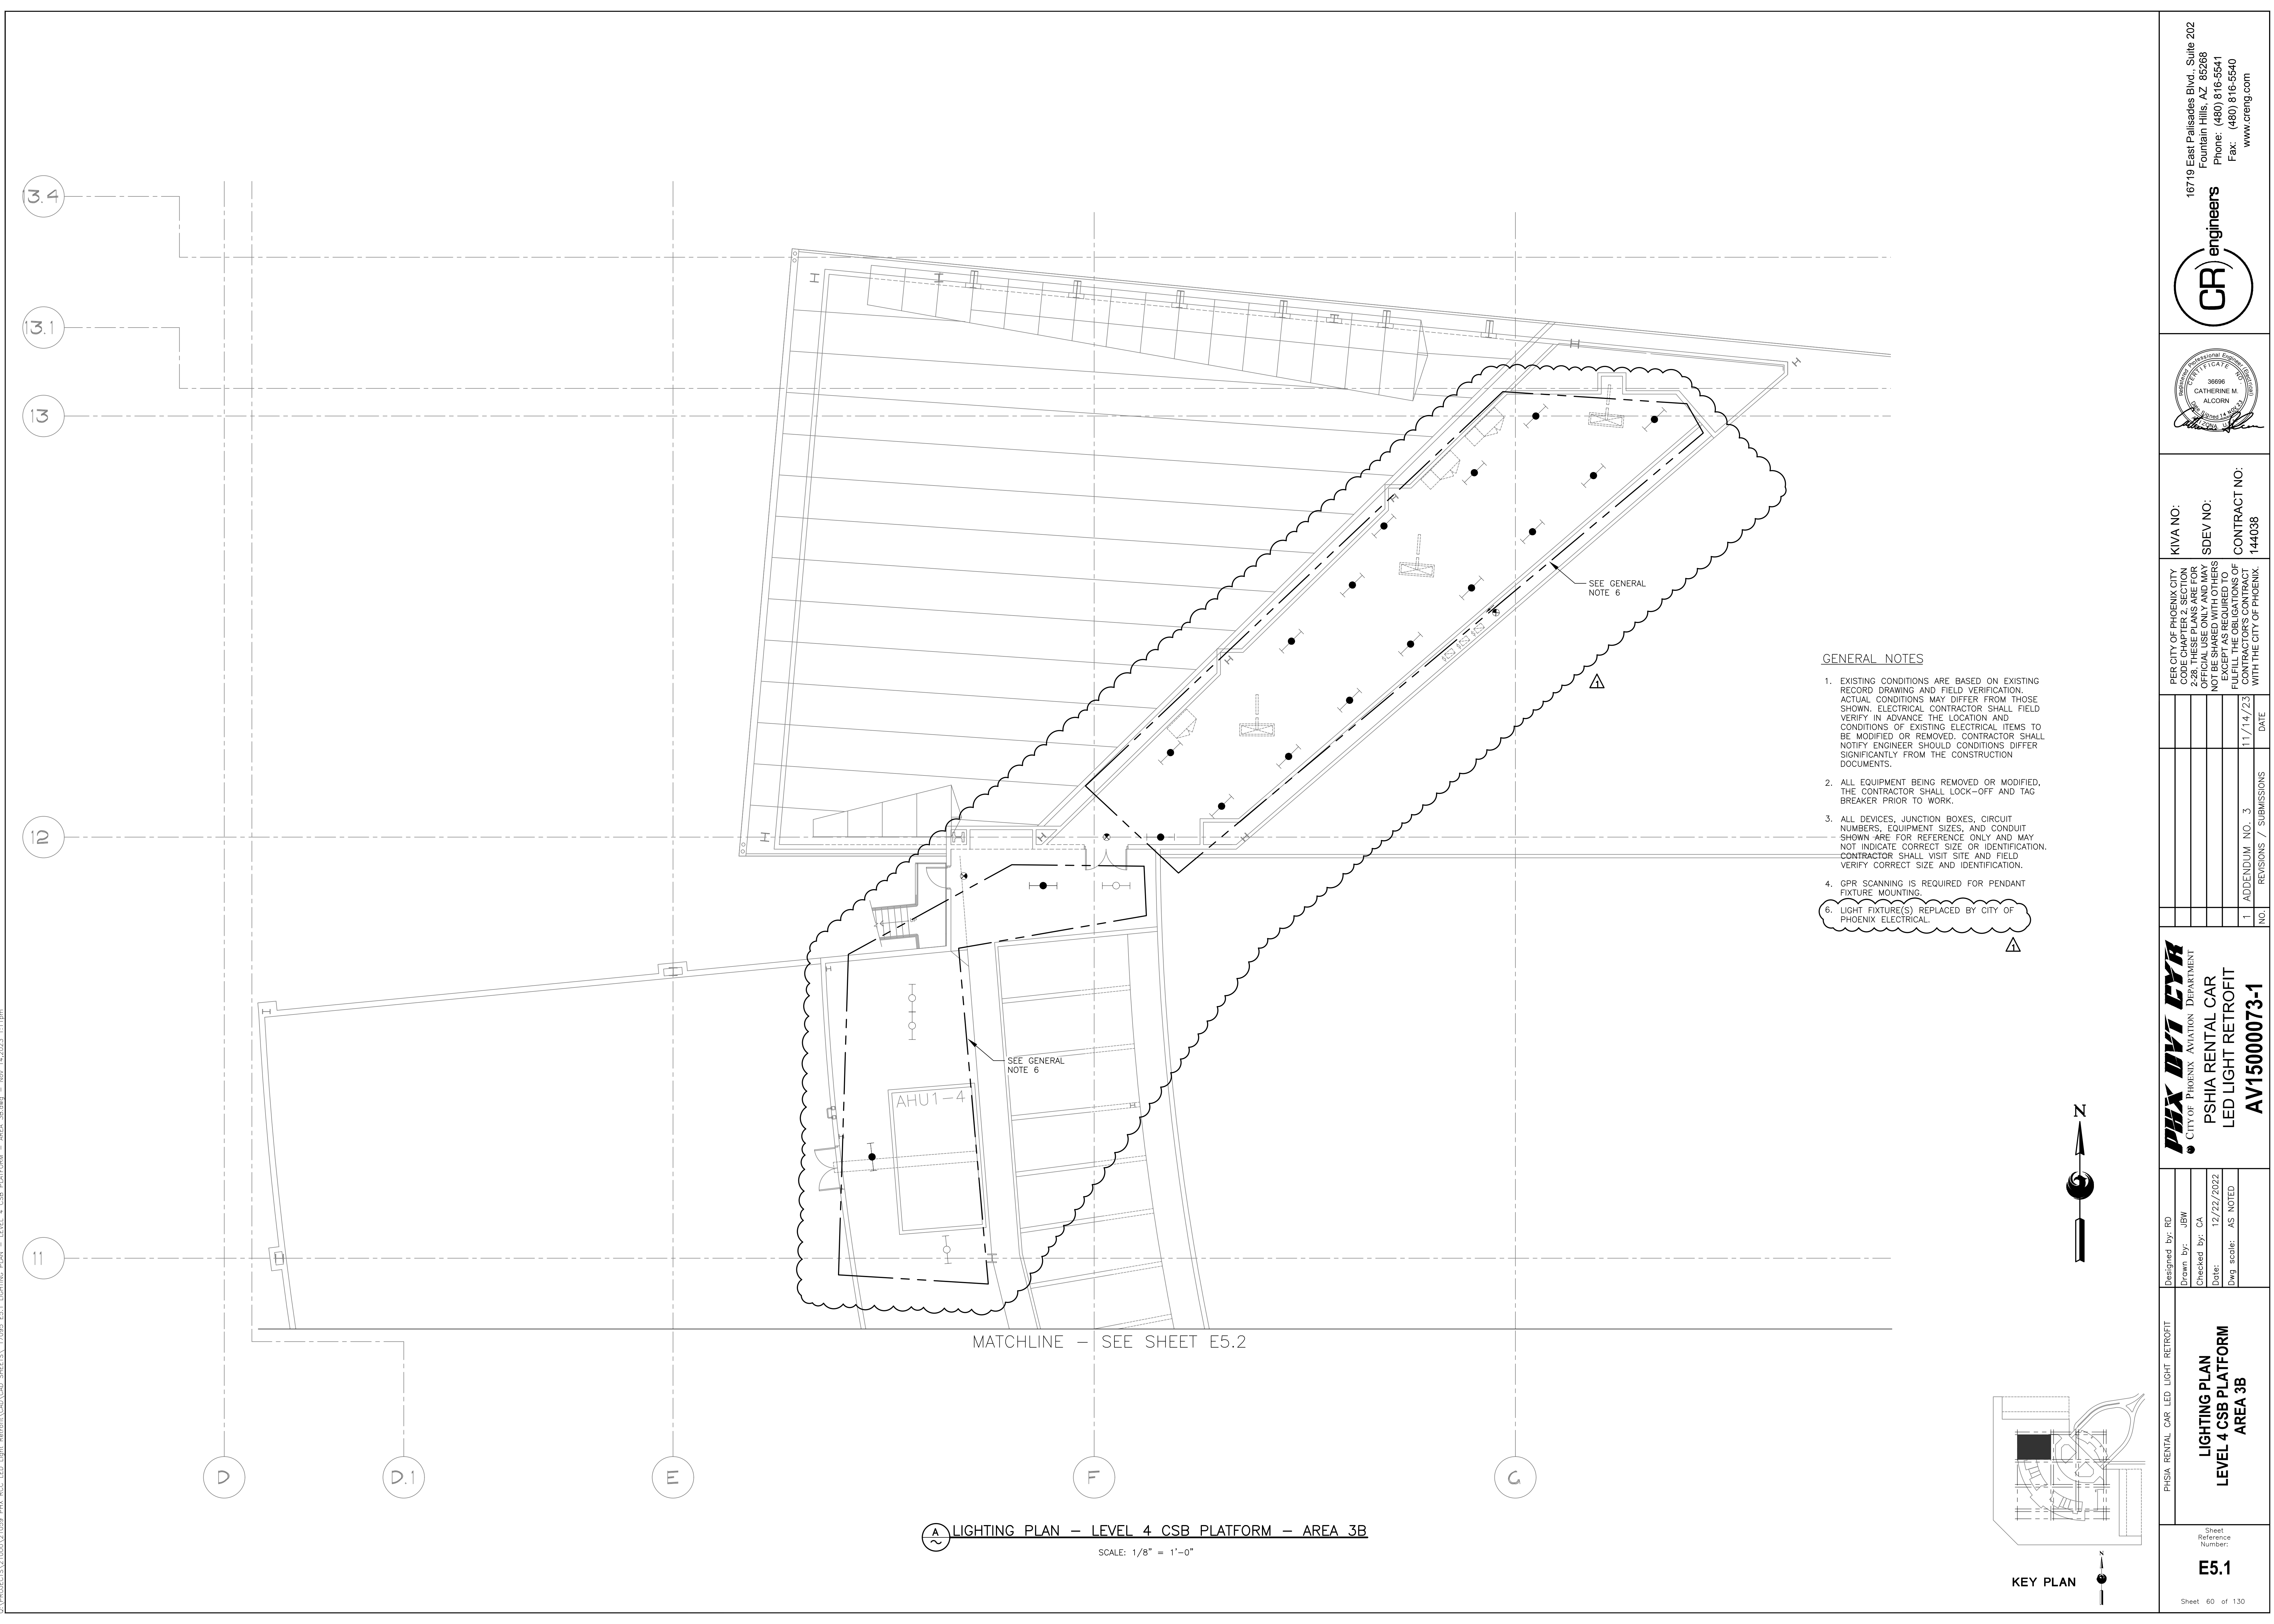 13.4
13.1
13
12
11
D
D.1
E
F
G
SEE GENERAL
NOTE 6
1
SEE GENERAL
NOTE 6
AHU1-4
MATCHLINE - SEE SHEET E5.2
A
LIGHTING PLAN - LEVEL 4 CSB PLATFORM - AREA 3B
SCALE: 1/8" = 1'-0"
GENERAL NOTES
1. EXISTING CONDITIONS ARE BASED ON EXISTING
RECORD DRAWING AND FIELD VERIFICATION.
ACTUAL CONDITIONS MAY DIFFER FROM THOSE
SHOWN. ELECTRICAL CONTRACTOR SHALL FIELD
VERIFY IN ADVANCE THE LOCATION AND
CONDITIONS OF EXISTING ELECTRICAL ITEMS TO
BE MODIFIED OR REMOVED. CONTRACTOR SHALL
NOTIFY ENGINEER SHOULD CONDITIONS DIFFER
SIGNIFICANTLY FROM THE CONSTRUCTION
DOCUMENTS.
2. ALL EQUIPMENT BEING REMOVED OR MODIFIED,
THE CONTRACTOR SHALL LOCK-OFF AND TAG
BREAKER PRIOR TO WORK.
3. ALL DEVICES, JUNCTION BOXES, CIRCUIT
NUMBERS, EQUIPMENT SIZES, AND CONDUIT
SHOWN ARE FOR REFERENCE ONLY AND MAY
NOT INDICATE CORRECT SIZE OR IDENTIFICATION.
CONTRACTOR SHALL VISIT SITE AND FIELD
VERIFY CORRECT SIZE AND IDENTIFICATION.
4. GPR SCANNING IS REQUIRED FOR PENDANT
FIXTURE MOUNTING.
6. LIGHT FIXTURE(S) REPLACED BY CITY OF
PHOENIX ELECTRICAL.
1
N
KEY PLAN
N
16719 East Palisades Blvd., Suite 202
Fountain Hills, AZ 85268
Phone: (480) 816-5541
Fax: (480) 816-5540
www.creng.com
CR engineers
Registered Professional Engineer (Electrical)
CERTIFICATE NO.
36696
CATHERINE M.
ALCORN
KIVA NO:
SDEV NO:
CONTRACT NO:
144038
PER CITY OF PHOENIX CITY
CODE CHAPTER 2, SECTION
2-28, THESE PLANS ARE FOR
OFFICIAL USE ONLY AND MAY
NOT BE SHARED WITH OTHERS
EXCEPT AS REQUIRED TO
FULFILL THE OBLIGATIONS OF
CONTRACTOR'S CONTRACT
WITH THE CITY OF PHOENIX.
1 ADDENDUM NO. 3 11/14/23
NO. REVISIONS / SUBMISSIONS DATE
PHX DVT GYR
CITY OF PHOENIX AVIATION DEPARTMENT
PSHIA RENTAL CAR
LED LIGHT RETROFIT
AV15000073-1
Designed by: RD
Drawn by: JBW
Checked by: CA
Date: 12/22/2022
Dwg scale: AS NOTED
PHSIA RENTAL CAR LED LIGHT RETROFIT
LIGHTING PLAN
LEVEL 4 CSB PLATFORM
AREA 3B
Sheet
Reference
Number:
E5.1
Sheet 60 of 130